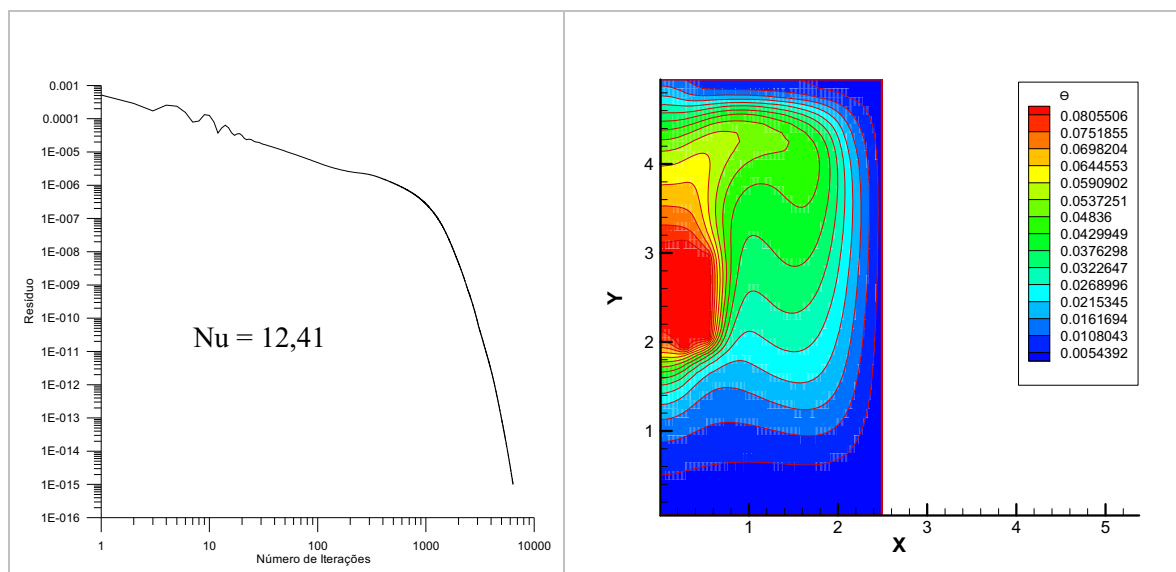 0.001
0.0001
1E-005
1E-006
1E-007
1E-008
1E-009
1E-010
1E-011
1E-012
1E-013
1E-014
1E-015
1E-016
Resíduo
Nu = 12,41
1 10 100 1000 10000
Número de Iterações
4
3
2
1
Y
1 2 3 4 5
X
Θ
0.0805506
0.0751855
0.0698204
0.0644553
0.0590902
0.0537251
0.04836
0.0429949
0.0376298
0.0322647
0.0268996
0.0215345
0.0161694
0.0108043
0.0054392